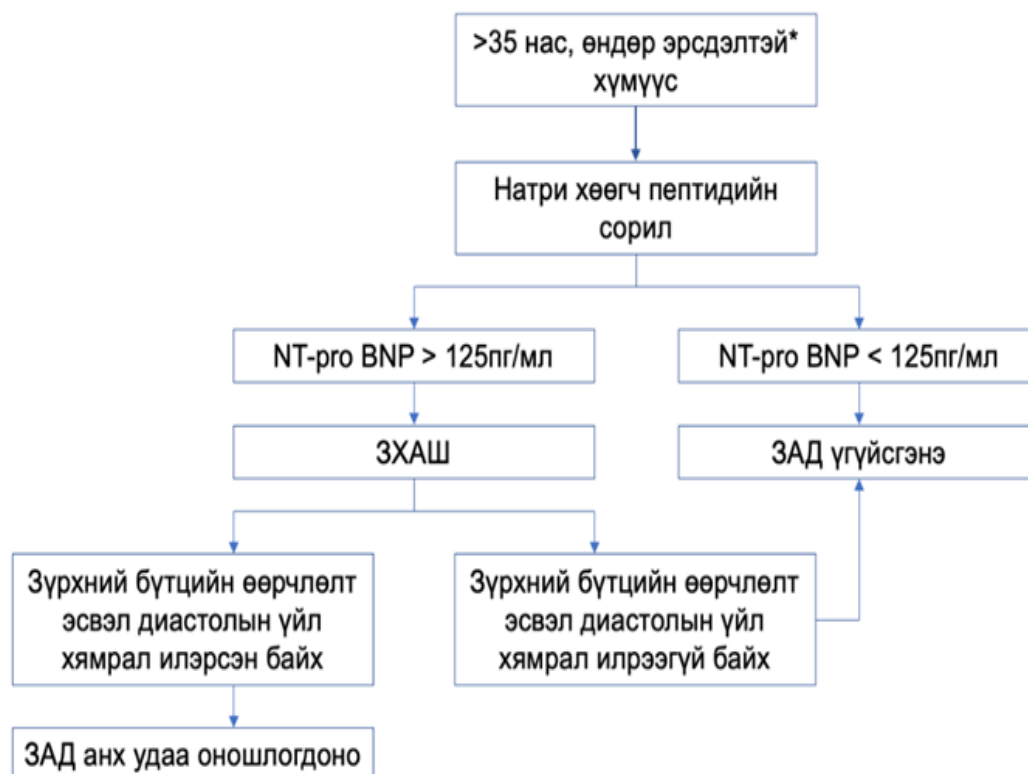 >35 нас, өндөр эрсдэлтэй*
хүмүүс
Натри хөөгч пептидийн
сорил
NT-pro BNP > 125пг/мл
NT-pro BNP < 125пг/мл
ЗХАШ
ЗАД үгүйсгэнэ
Зүрхний бүтцийн өөрчлөлт
эсвэл диастолын үйл
хямрал илэрсэн байх
Зүрхний бүтцийн өөрчлөлт
эсвэл диастолын үйл
хямрал илрээгүй байх
ЗАД анх удаа оношлогдоно